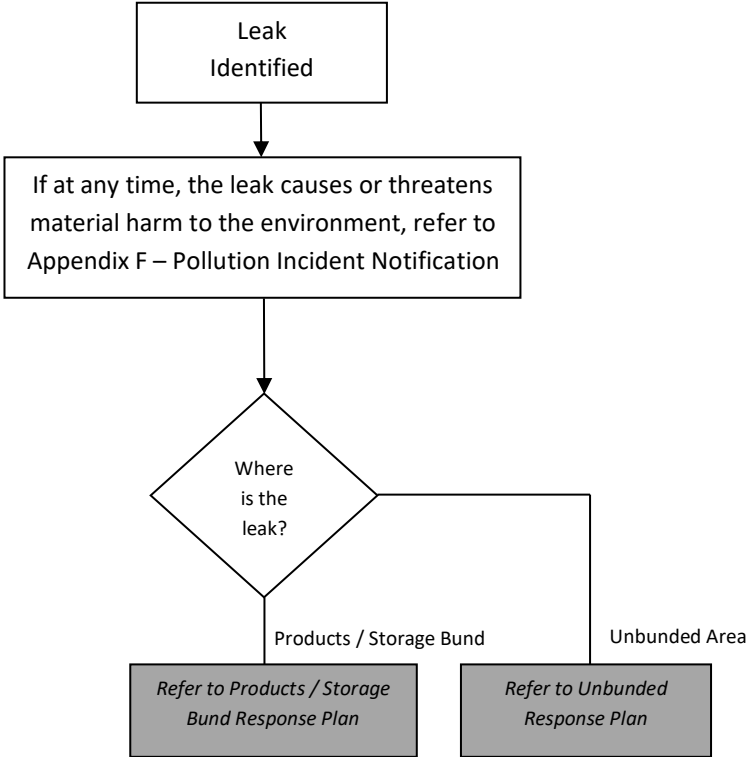 Leak
Identified
If at any time, the leak causes or threatens
material harm to the environment, refer to
Appendix F – Pollution Incident Notification
Where
is the
leak?
Products / Storage Bund
Unbunded Area
Refer to Products / Storage
Bund Response Plan
Refer to Unbunded
Response Plan